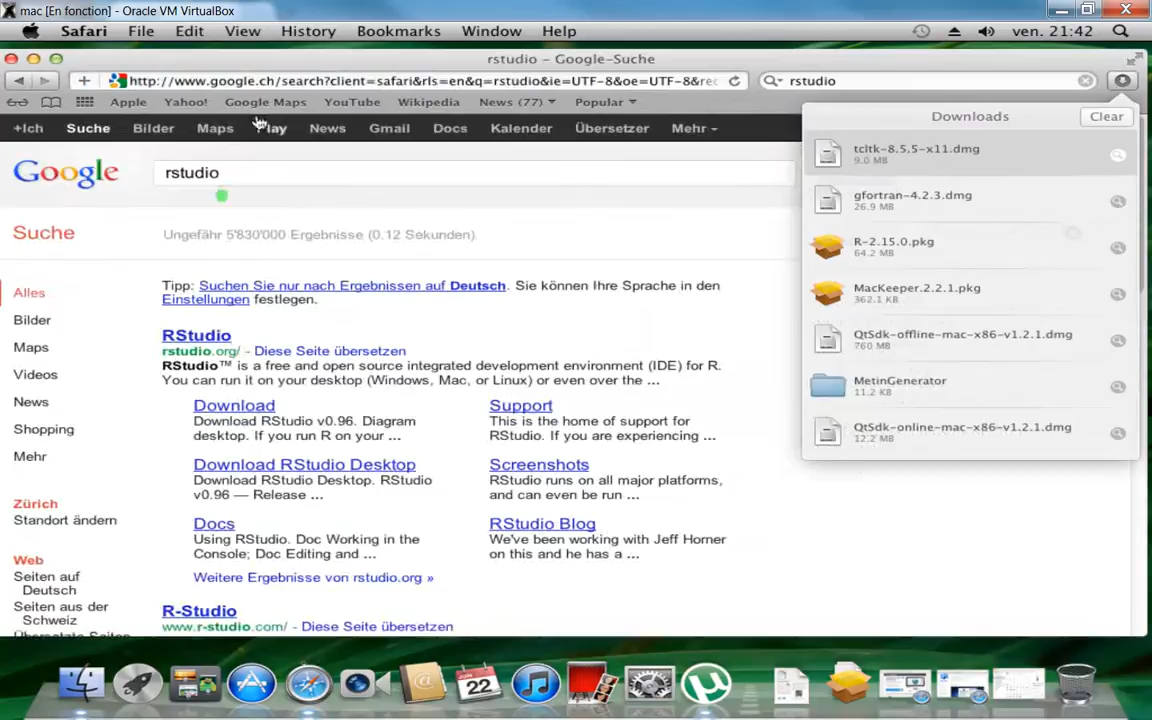 mac [En fonction] - Oracle VM VirtualBox
Safari File Edit View History Bookmarks Window Help ven. 21:42
rstudio – Google-Suche
http://www.google.ch/search?client=safari&rls=en&q=rstudio&ie=UTF-8&oe=UTF-8&rec rstudio
Apple Yahoo! Google Maps YouTube Wikipedia News (77) Popular
+Ich Suche Bilder Maps Play News Gmail Docs Kalender Übersetzer Mehr
Downloads Clear
tcltk-8.5.5-x11.dmg
9.0 MB
gfortran-4.2.3.dmg
26.9 MB
R-2.15.0.pkg
64.2 MB
MacKeeper.2.2.1.pkg
362.1 KB
QtSdk-offline-mac-x86-v1.2.1.dmg
760 MB
MetinGenerator
11.2 KB
QtSdk-online-mac-x86-v1.2.1.dmg
12.2 MB
Google rstudio
Suche Ungefähr 5'830'000 Ergebnisse (0.12 Sekunden)
Alles
Bilder
Maps
Videos
News
Shopping
Mehr
Zürich
Standort ändern
Web
Seiten auf
Deutsch
Seiten aus der
Schweiz
Übersetzte Seiten
Tipp: Suchen Sie nur nach Ergebnissen auf Deutsch. Sie können Ihre Sprache in den
Einstellungen festlegen.
RStudio
rstudio.org/ - Diese Seite übersetzen
RStudio™ is a free and open source integrated development environment (IDE) for R.
You can run it on your desktop (Windows, Mac, or Linux) or even over the ...
Download
Download RStudio v0.96. Diagram
desktop. If you run R on your ...
Support
This is the home of support for
RStudio. If you are experiencing ...
Download RStudio Desktop
Download RStudio Desktop. RStudio
v0.96 — Release ...
Screenshots
RStudio runs on all major platforms,
and can even be run ...
Docs
Using RStudio. Doc Working in the
Console; Doc Editing and ...
RStudio Blog
We've been working with Jeff Horner
on this and he has a ...
Weitere Ergebnisse von rstudio.org »
R-Studio
www.r-studio.com/ - Diese Seite übersetzen
22